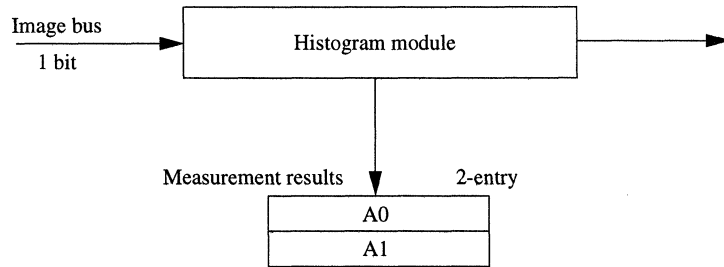 Image bus
1 bit
Histogram module
Measurement results 2-entry
A0
A1